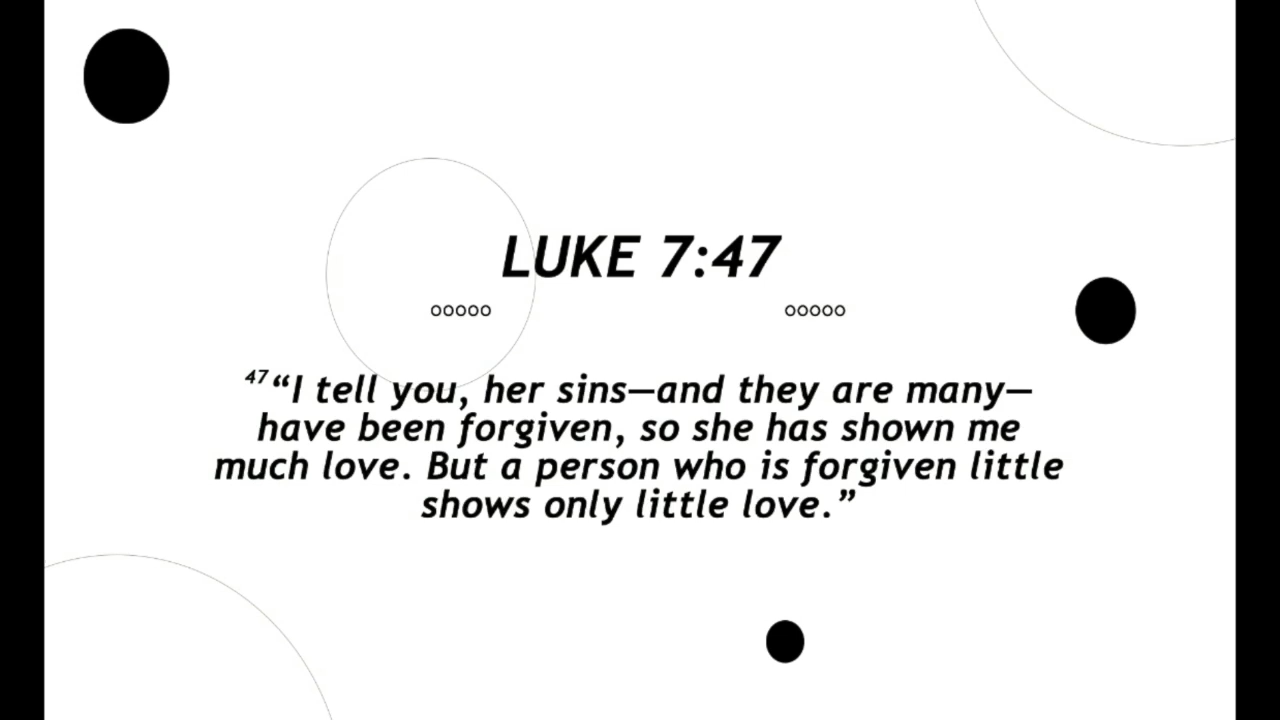 LUKE 7:47
ooooo ooooo
47 “I tell you, her sins—and they are many—
have been forgiven, so she has shown me
much love. But a person who is forgiven little
shows only little love.”